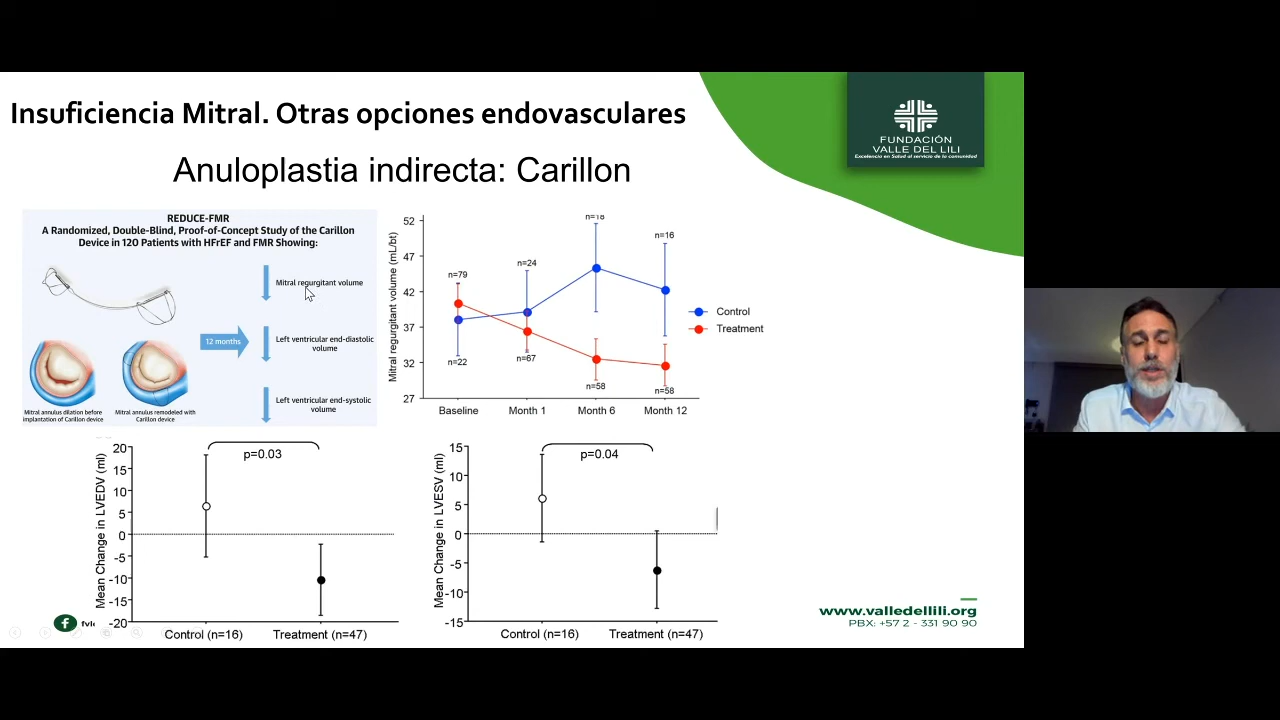 Insuficiencia Mitral. Otras opciones endovasculares
FUNDACIÓN
VALLE DEL LILI
Excelencia en Salud al servicio de la comunidad
Anuloplastia indirecta: Carillon
REDUCE-FMR
A Randomized, Double-Blind, Proof-of-Concept Study of the Carillon
Device in 120 Patients with HFrEF and FMR Showing:
Mitral regurgitant volume
12 months
Left ventricular end-diastolic
volume
Left ventricular end-systolic
volume
Mitral annulus dilation before
implantation of Carillon device
Mitral annulus remodeled with
Carillon device
Mitral regurgitant volume (mL/bt)
52
47
42
37
32
27
n=79
n=22
n=24
n=67
n=18
n=58
n=16
n=58
Baseline
Month 1
Month 6
Month 12
Control
Treatment
Mean Change in LVEDV (ml)
20
15
10
5
0
-5
-10
-15
-20
p=0.03
Control (n=16)
Treatment (n=47)
Mean Change in LVESV (ml)
15
10
5
0
-5
-10
-15
p=0.04
Control (n=16)
Treatment (n=47)
www.valledellili.org
PBX: +57 2 - 331 90 90